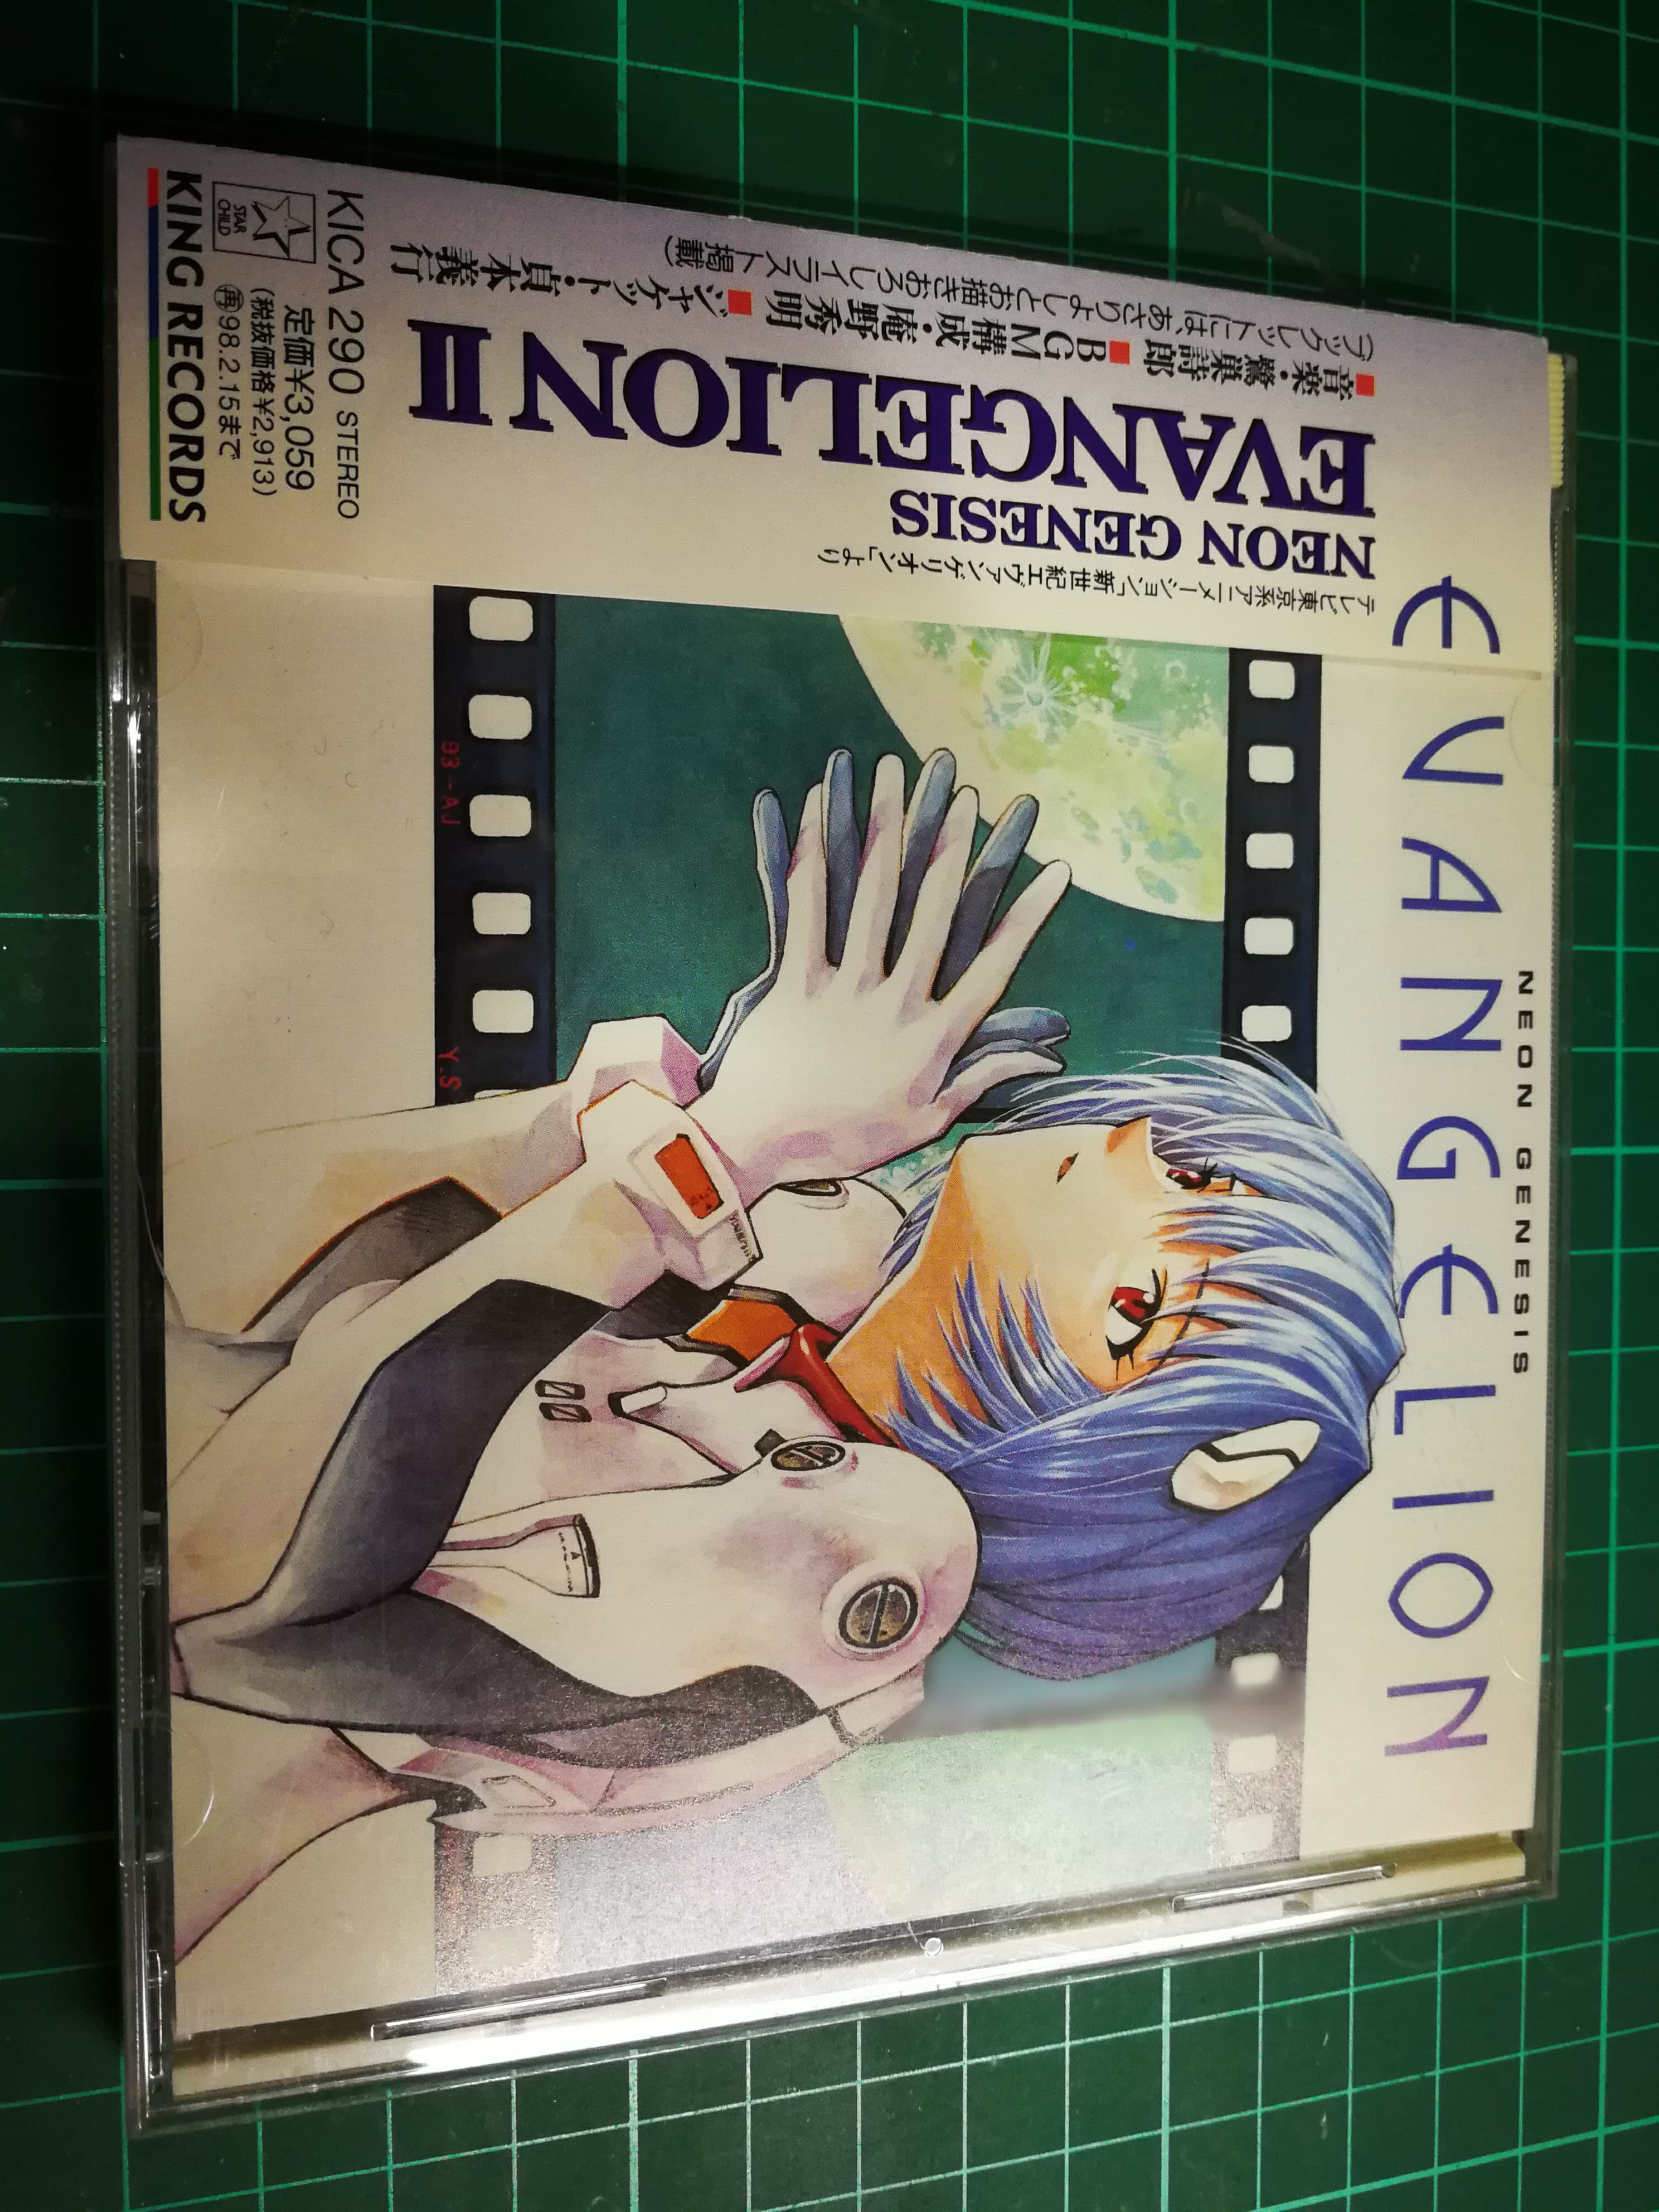 テレビ東京系アニメーション「新世紀エヴァンゲリオン」より
NEON GENESIS
EVANGELION II
■音楽・鷺巣詩郎 ■BGM構成・庵野秀明 ■ジャケット・貞本義行
(ブックレットには、あさりよしとお描きおろしイラスト掲載)
KICA 290 STEREO
定価¥3,059
(税抜価格¥2,913)
再98.2.15まで
STAR
CHILD
KING RECORDS
NEON GENESIS
EVANGELION
93-AJ
Y.S
00